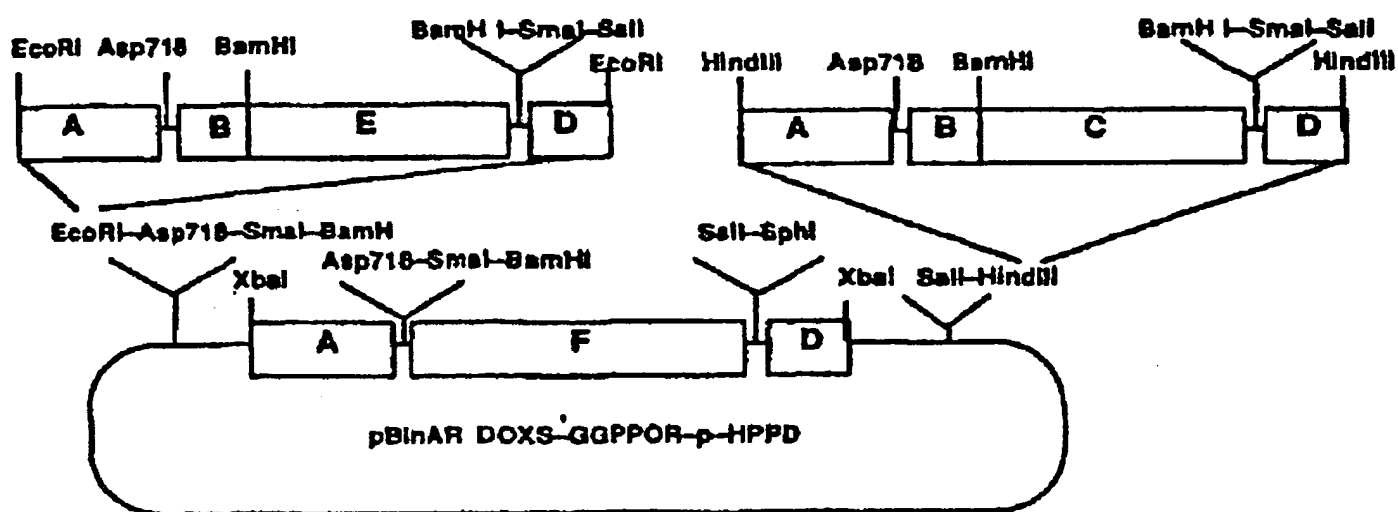 BamH I-SmaI-SalI
BamH I-SmaI-SalI
EcoRI Asp718 BamHI
EcoRI HindIII Asp718 BamHI HindIII
A B E D A B C D
EcoRI-Asp718-SmaI-BamH
SalI-SphI
Asp718-SmaI-BamHI
XbaI XbaI SalI-HindIII
A F D
pBinAR DOXS-GGPPOR-p-HPPD